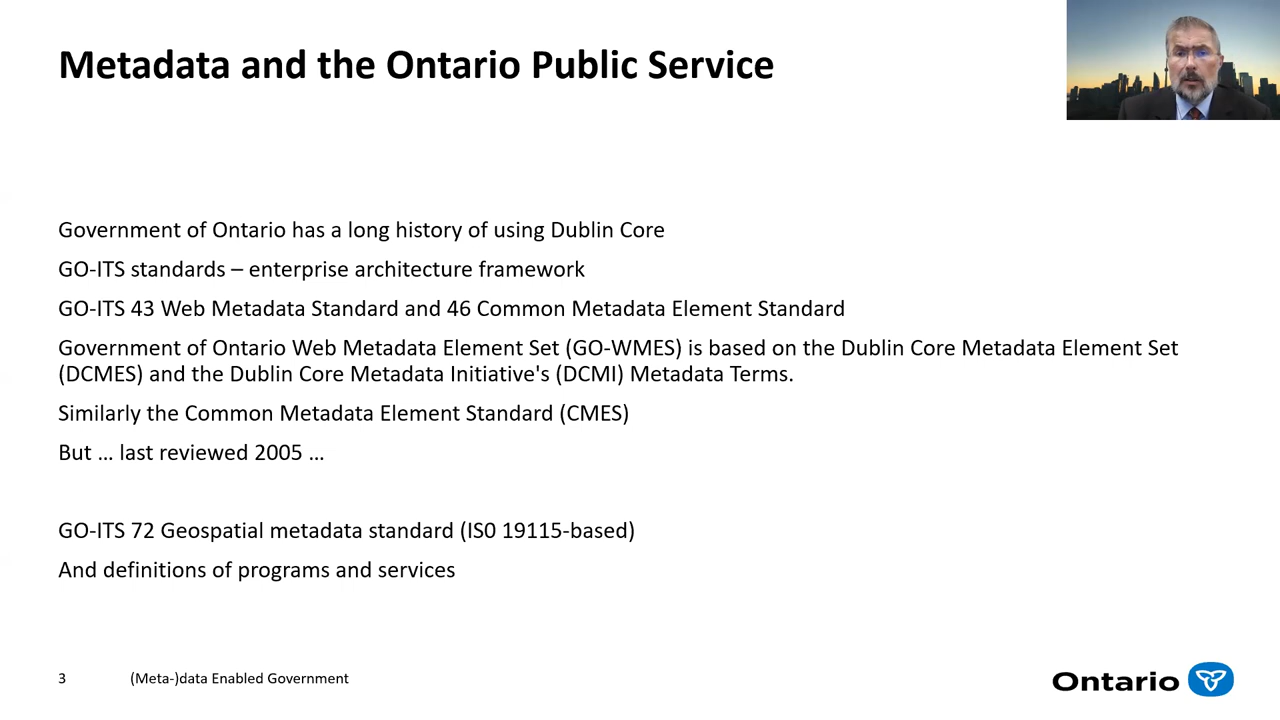 Metadata and the Ontario Public Service
Government of Ontario has a long history of using Dublin Core
GO-ITS standards – enterprise architecture framework
GO-ITS 43 Web Metadata Standard and 46 Common Metadata Element Standard
Government of Ontario Web Metadata Element Set (GO-WMES) is based on the Dublin Core Metadata Element Set
(DCMES) and the Dublin Core Metadata Initiative's (DCMI) Metadata Terms.
Similarly the Common Metadata Element Standard (CMES)
But … last reviewed 2005 …
GO-ITS 72 Geospatial metadata standard (IS0 19115-based)
And definitions of programs and services
3 (Meta-)data Enabled Government
Ontario